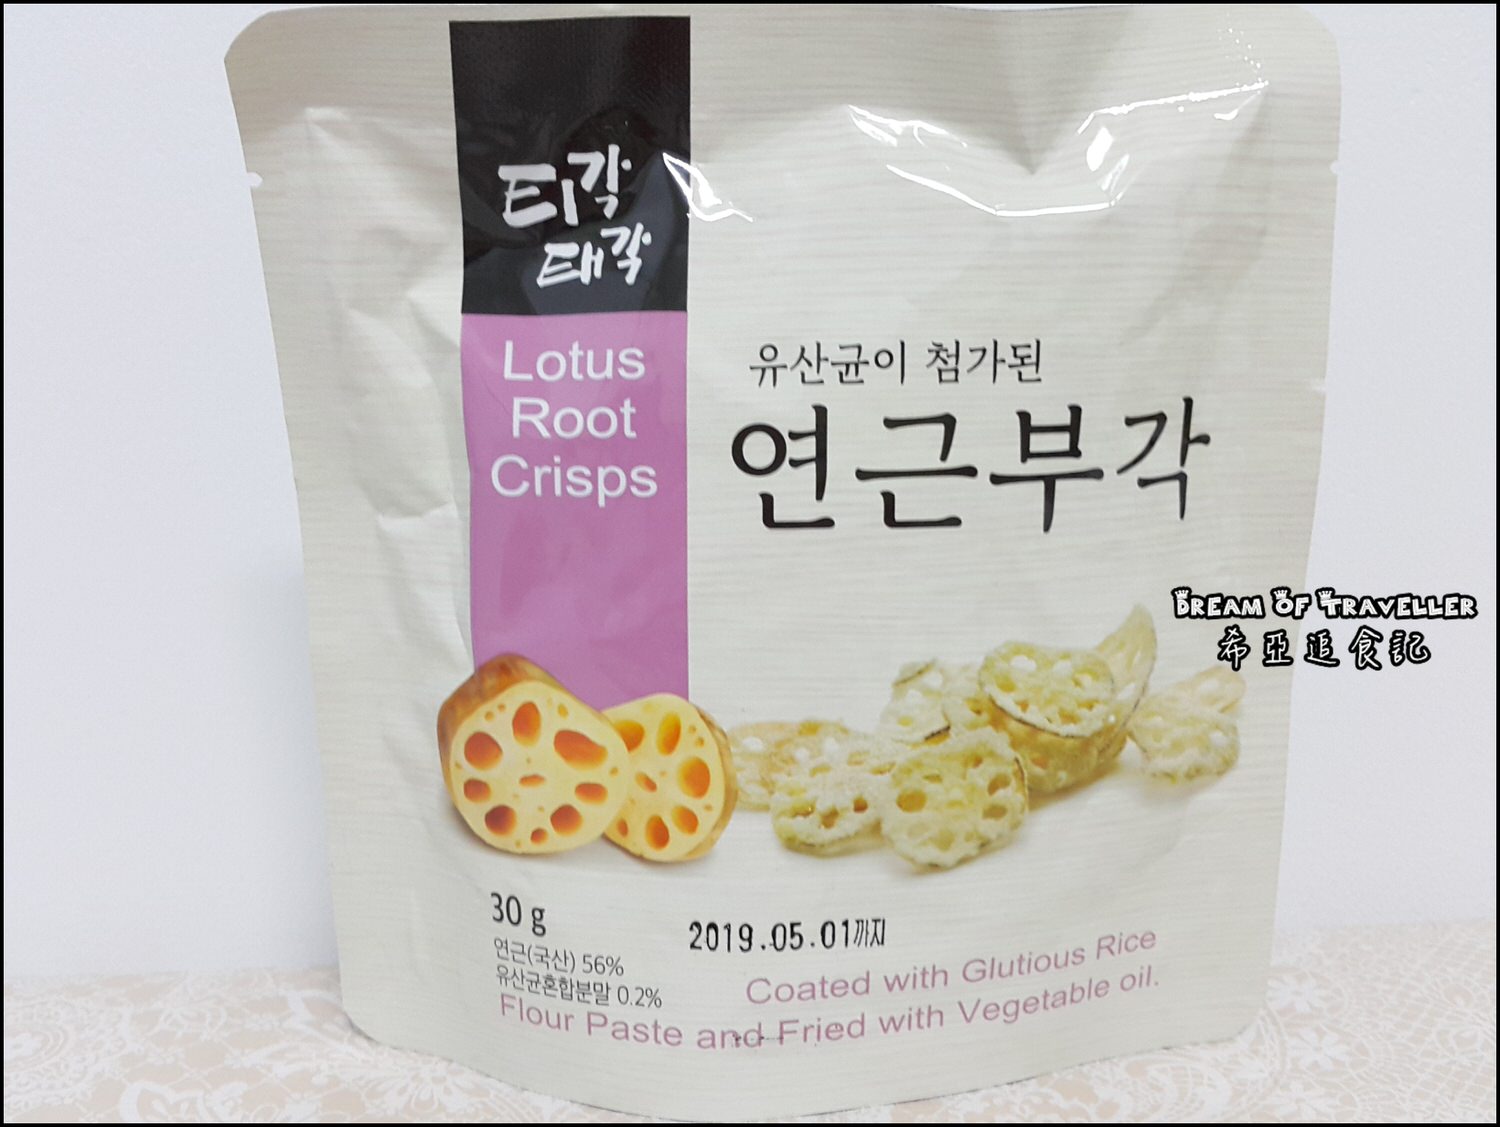 티각
태각
Lotus
Root
Crisps
유산균이 첨가된
연근부각
DREAM OF TRAVELLER
希亞追食記
30 g
2019.05.01까지
연근(국산) 56%
유산균혼합분말 0.2%
Coated with Glutious Rice
Flour Paste and Fried with Vegetable oil.